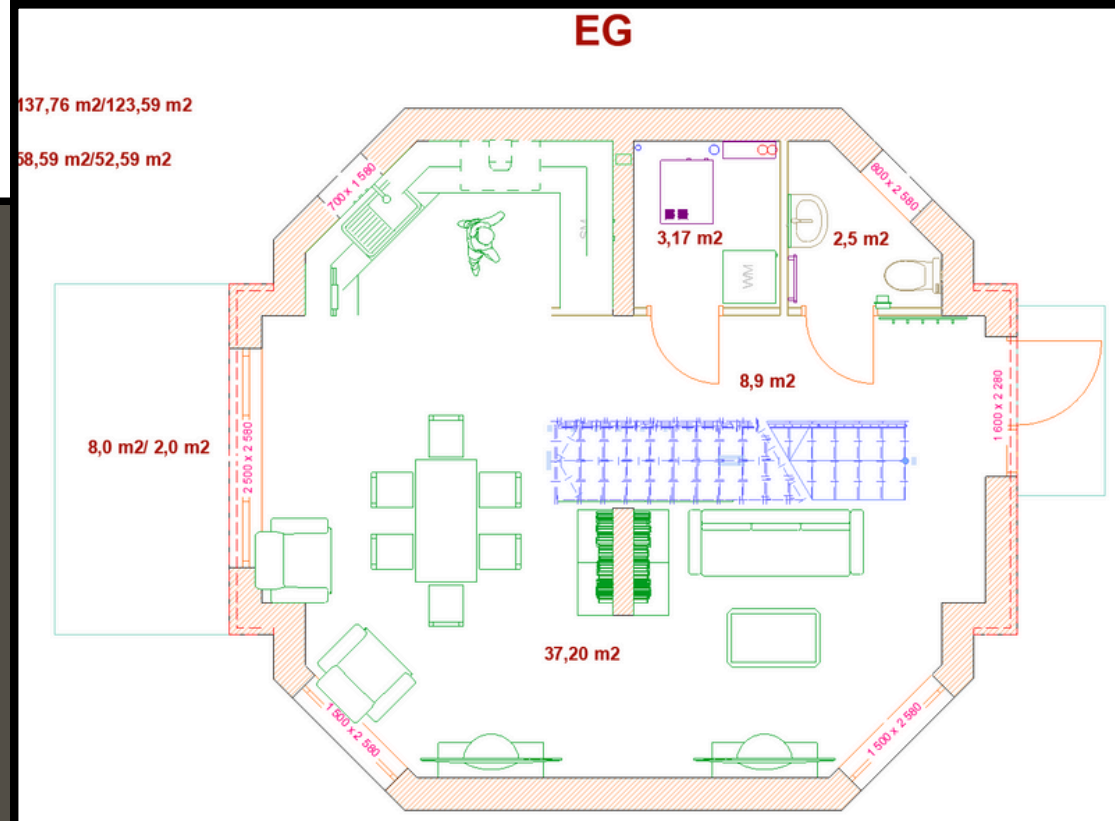 EG
137,76 m2/123,59 m2
58,59 m2/52,59 m2
700 x 1 580
800 x 2 580
SM
3,17 m2
2,5 m2
WM
8,9 m2
1 600 x 2 280
8,0 m2/ 2,0 m2
2 500 x 2 580
37,20 m2
1 500 x 2 580
1 500 x 2 580